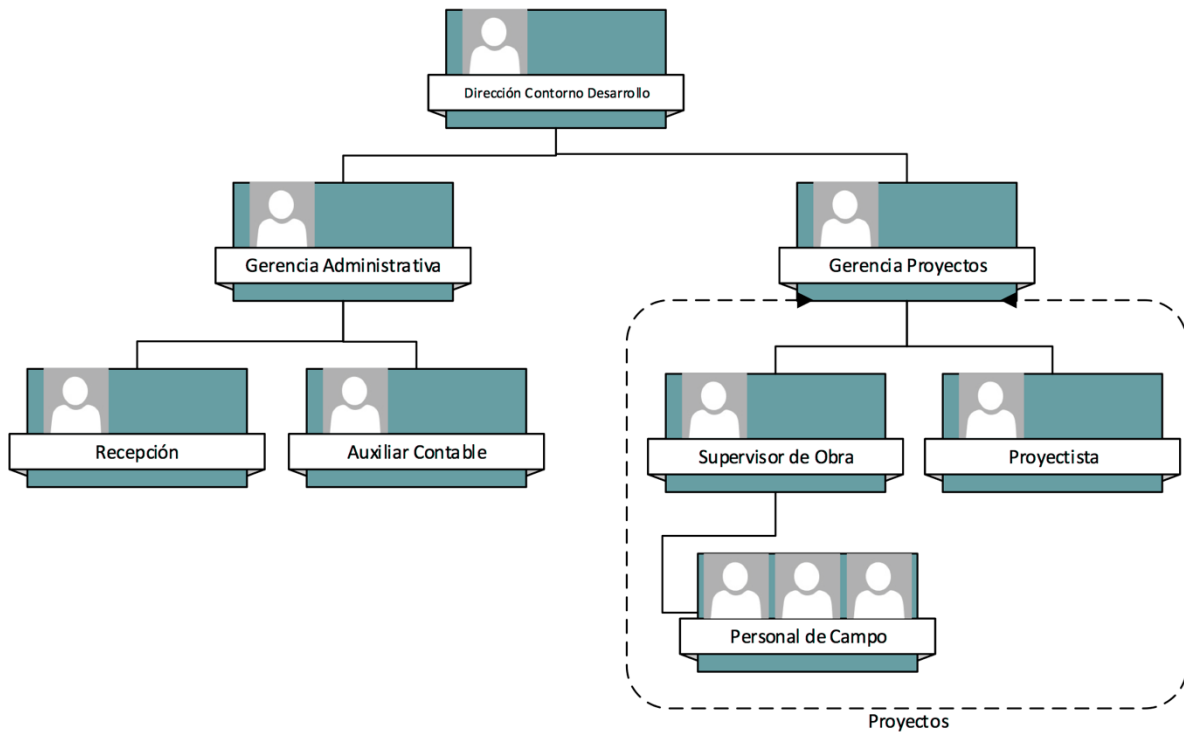 Dirección Contorno Desarrollo
Gerencia Administrativa
Gerencia Proyectos
Recepción
Auxiliar Contable
Supervisor de Obra
Proyectista
Personal de Campo
Proyectos